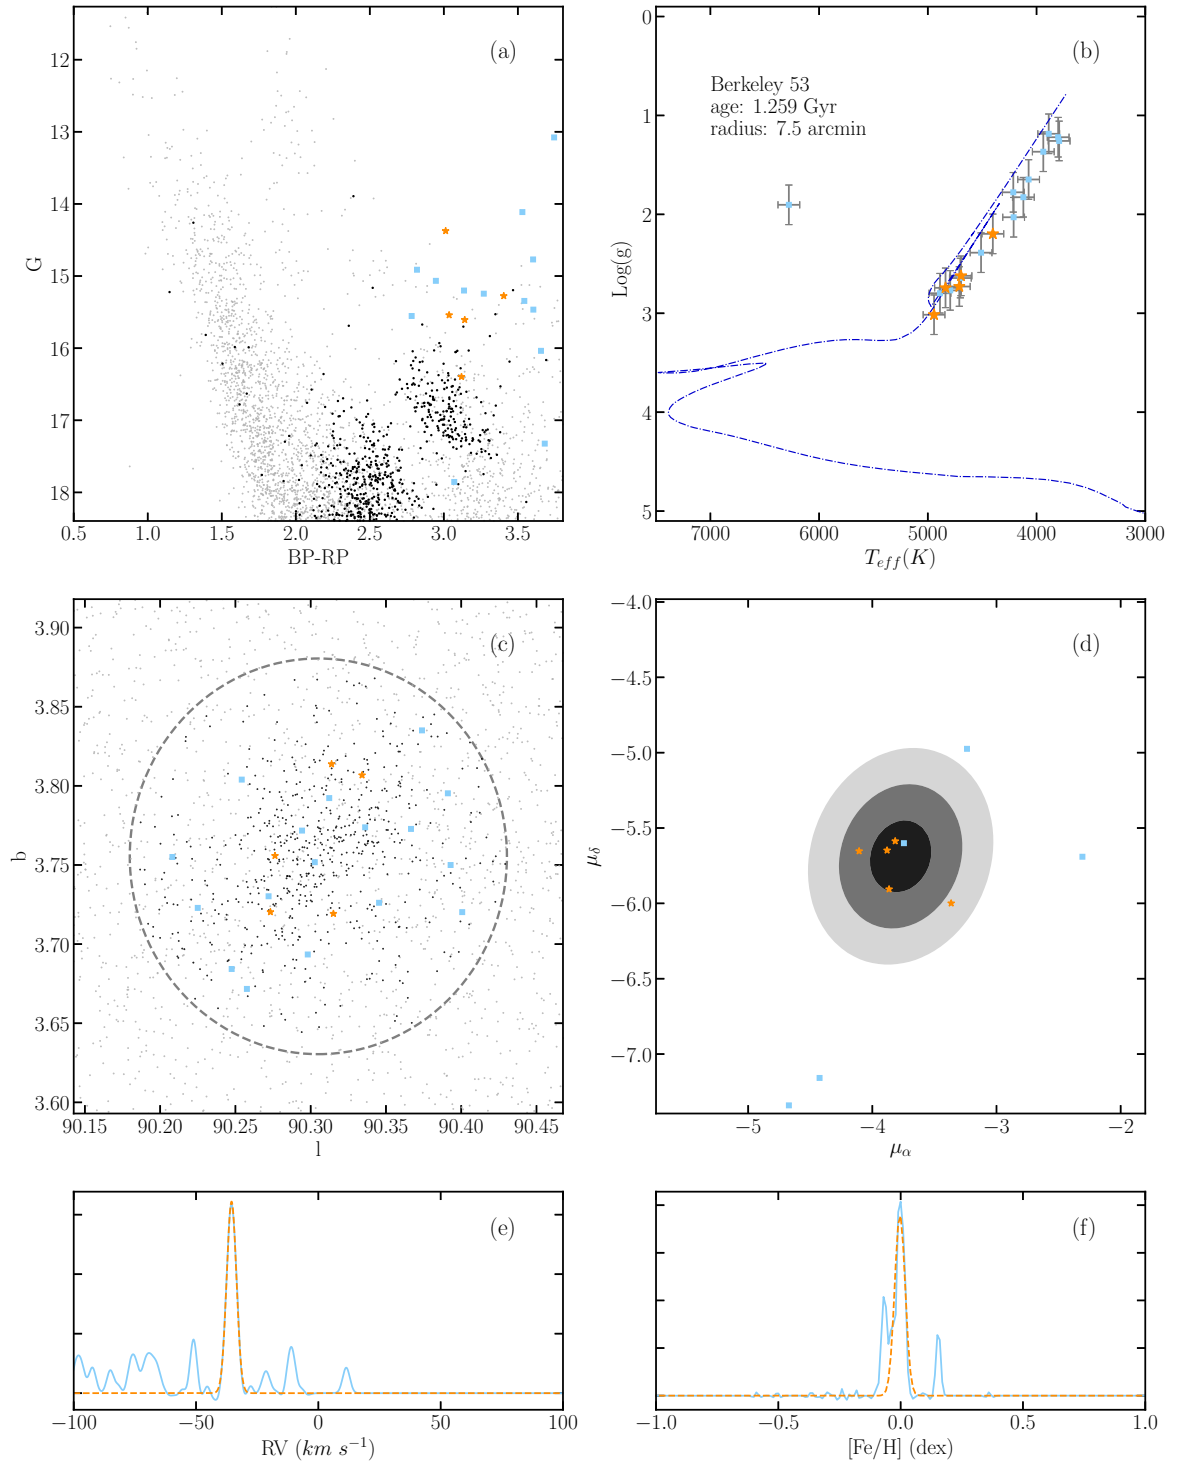 (a)
12
13
14
15
16
17
18
G
0.5 1.0 1.5 2.0 2.5 3.0 3.5
BP-RP
(b)
Berkeley 53
age: 1.259 Gyr
radius: 7.5 arcmin
0
1
2
3
4
5
Log(g)
7000 6000 5000 4000 3000
T_{eff}(K)
(c)
3.90
3.85
3.80
3.75
3.70
3.65
3.60
b
90.15 90.20 90.25 90.30 90.35 90.40 90.45
l
(d)
−4.0
−4.5
−5.0
−5.5
−6.0
−6.5
−7.0
μ_δ
−5 −4 −3 −2
μ_α
(e)
−100 −50 0 50 100
RV (km s⁻¹)
(f)
−1.0 −0.5 0.0 0.5 1.0
[Fe/H] (dex)